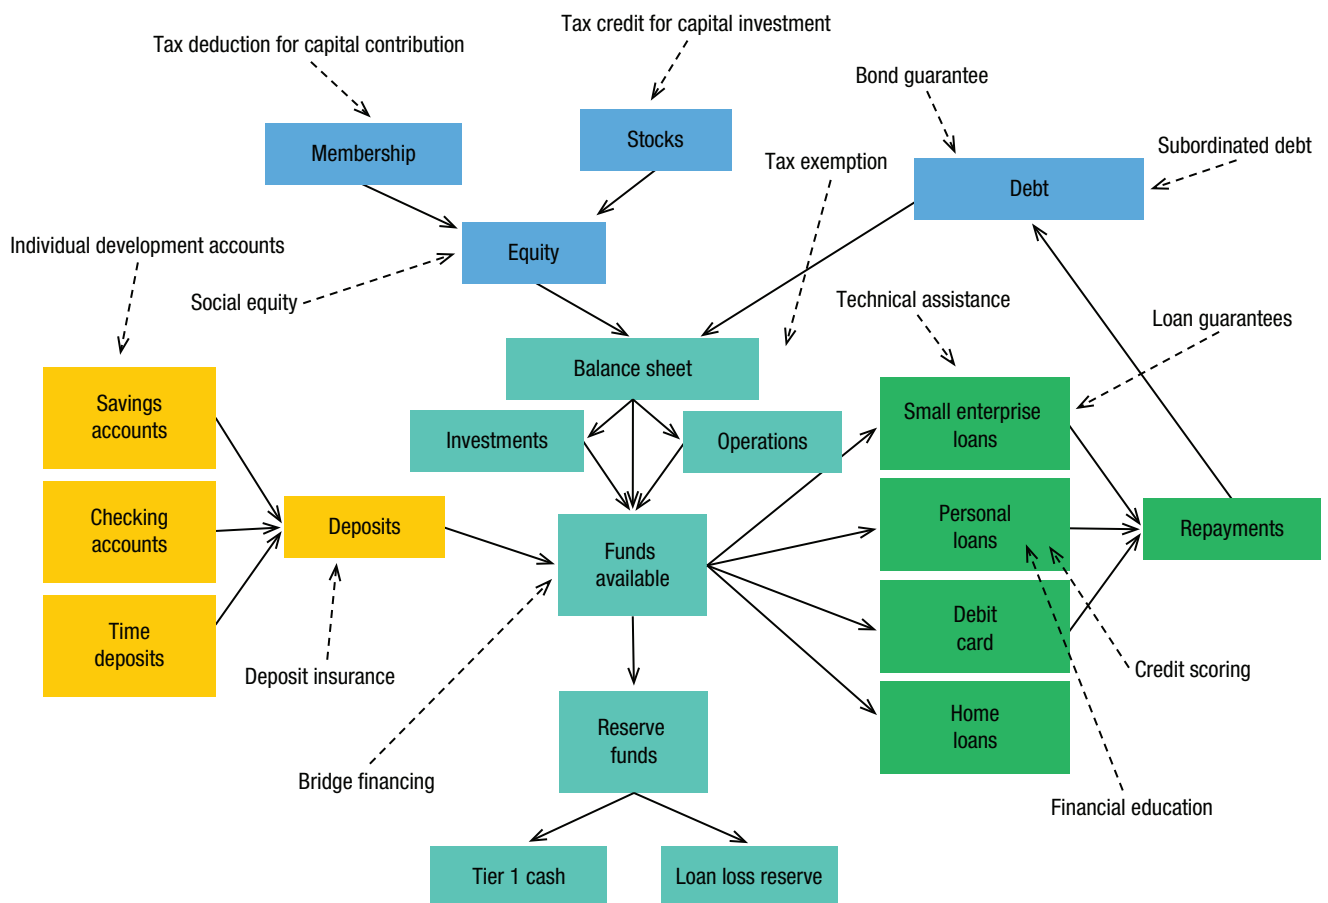 Tax credit for capital investment
Tax deduction for capital contribution
Bond guarantee
Membership
Stocks
Tax exemption
Subordinated debt
Debt
Individual development accounts
Equity
Social equity
Technical assistance
Loan guarantees
Balance sheet
Savings
accounts
Investments
Operations
Small enterprise
loans
Checking
accounts
Deposits
Funds
available
Personal
loans
Repayments
Time
deposits
Debit
card
Deposit insurance
Credit scoring
Reserve
funds
Home
loans
Bridge financing
Financial education
Tier 1 cash
Loan loss reserve